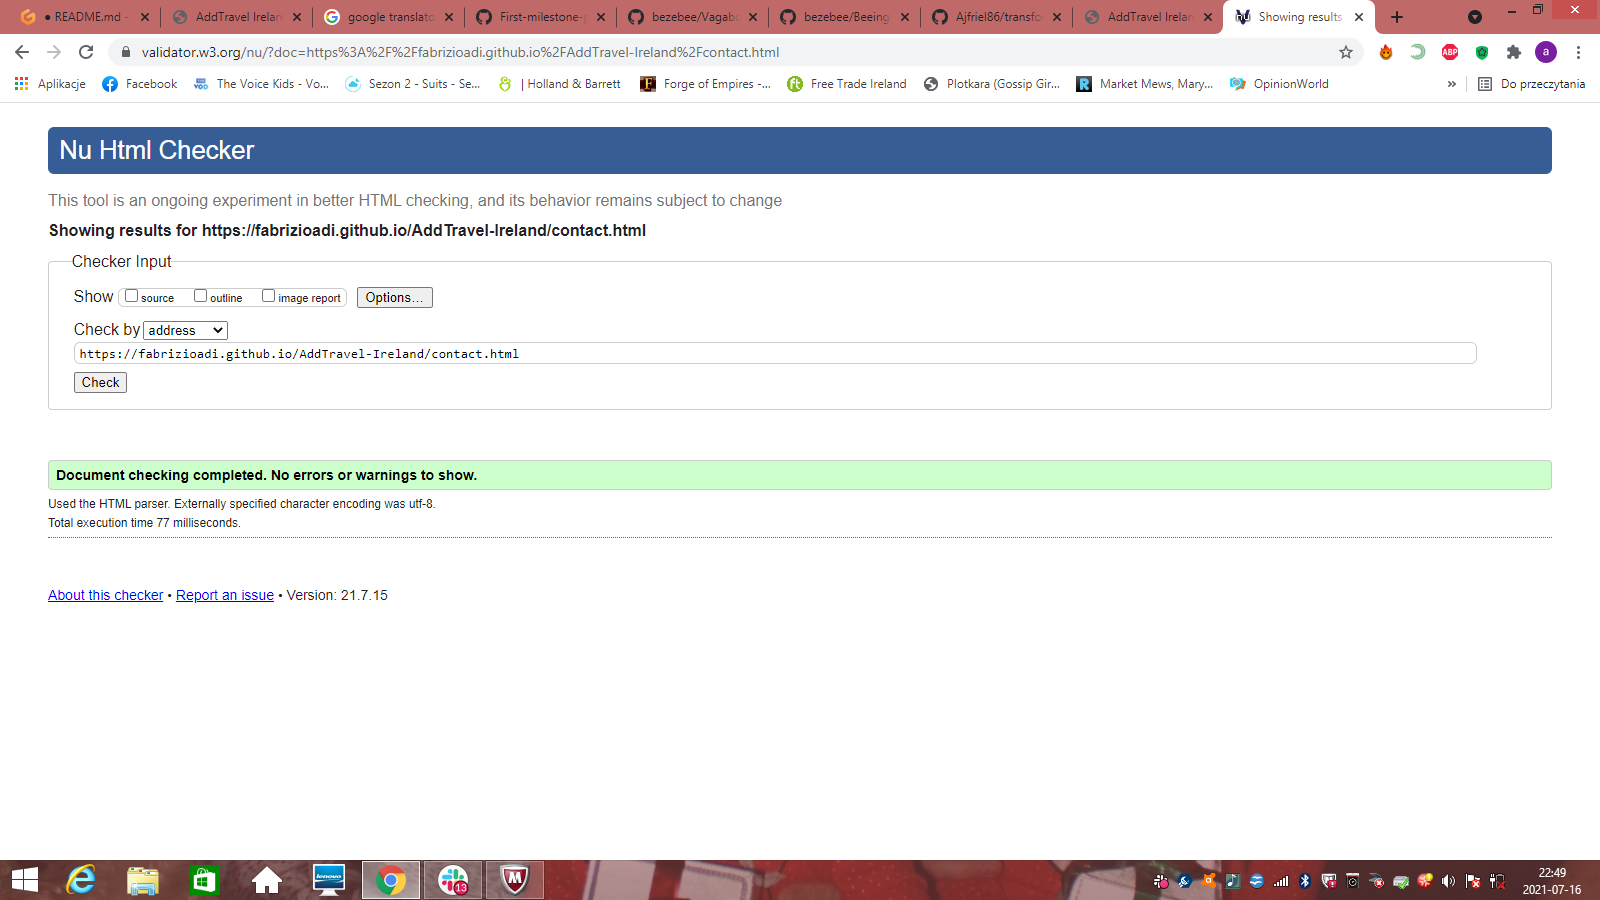 ● README.md -
AddTravel Irelan
google translato
First-milestone-p
bezebee/Vagabo
bezebee/Beeing
Ajfriel86/transfo
AddTravel Irelan
Showing results
validator.w3.org/nu/?doc=https%3A%2F%2Ffabrizioadi.github.io%2FAddTravel-Ireland%2Fcontact.html
ABP
a
Aplikacje
Facebook
The Voice Kids - Vo...
Sezon 2 - Suits - Se...
| Holland & Barrett
Forge of Empires -...
Free Trade Ireland
Plotkara (Gossip Gir...
Market Mews, Mary...
OpinionWorld
»
Do przeczytania
Nu Html Checker
This tool is an ongoing experiment in better HTML checking, and its behavior remains subject to change
Showing results for https://fabrizioadi.github.io/AddTravel-Ireland/contact.html
Checker Input
Show source outline image report Options...
Check by address
https://fabrizioadi.github.io/AddTravel-Ireland/contact.html
Check
Document checking completed. No errors or warnings to show.
Used the HTML parser. Externally specified character encoding was utf-8.
Total execution time 77 milliseconds.
About this checker • Report an issue • Version: 21.7.15
lenovo
13
22:49
2021-07-16